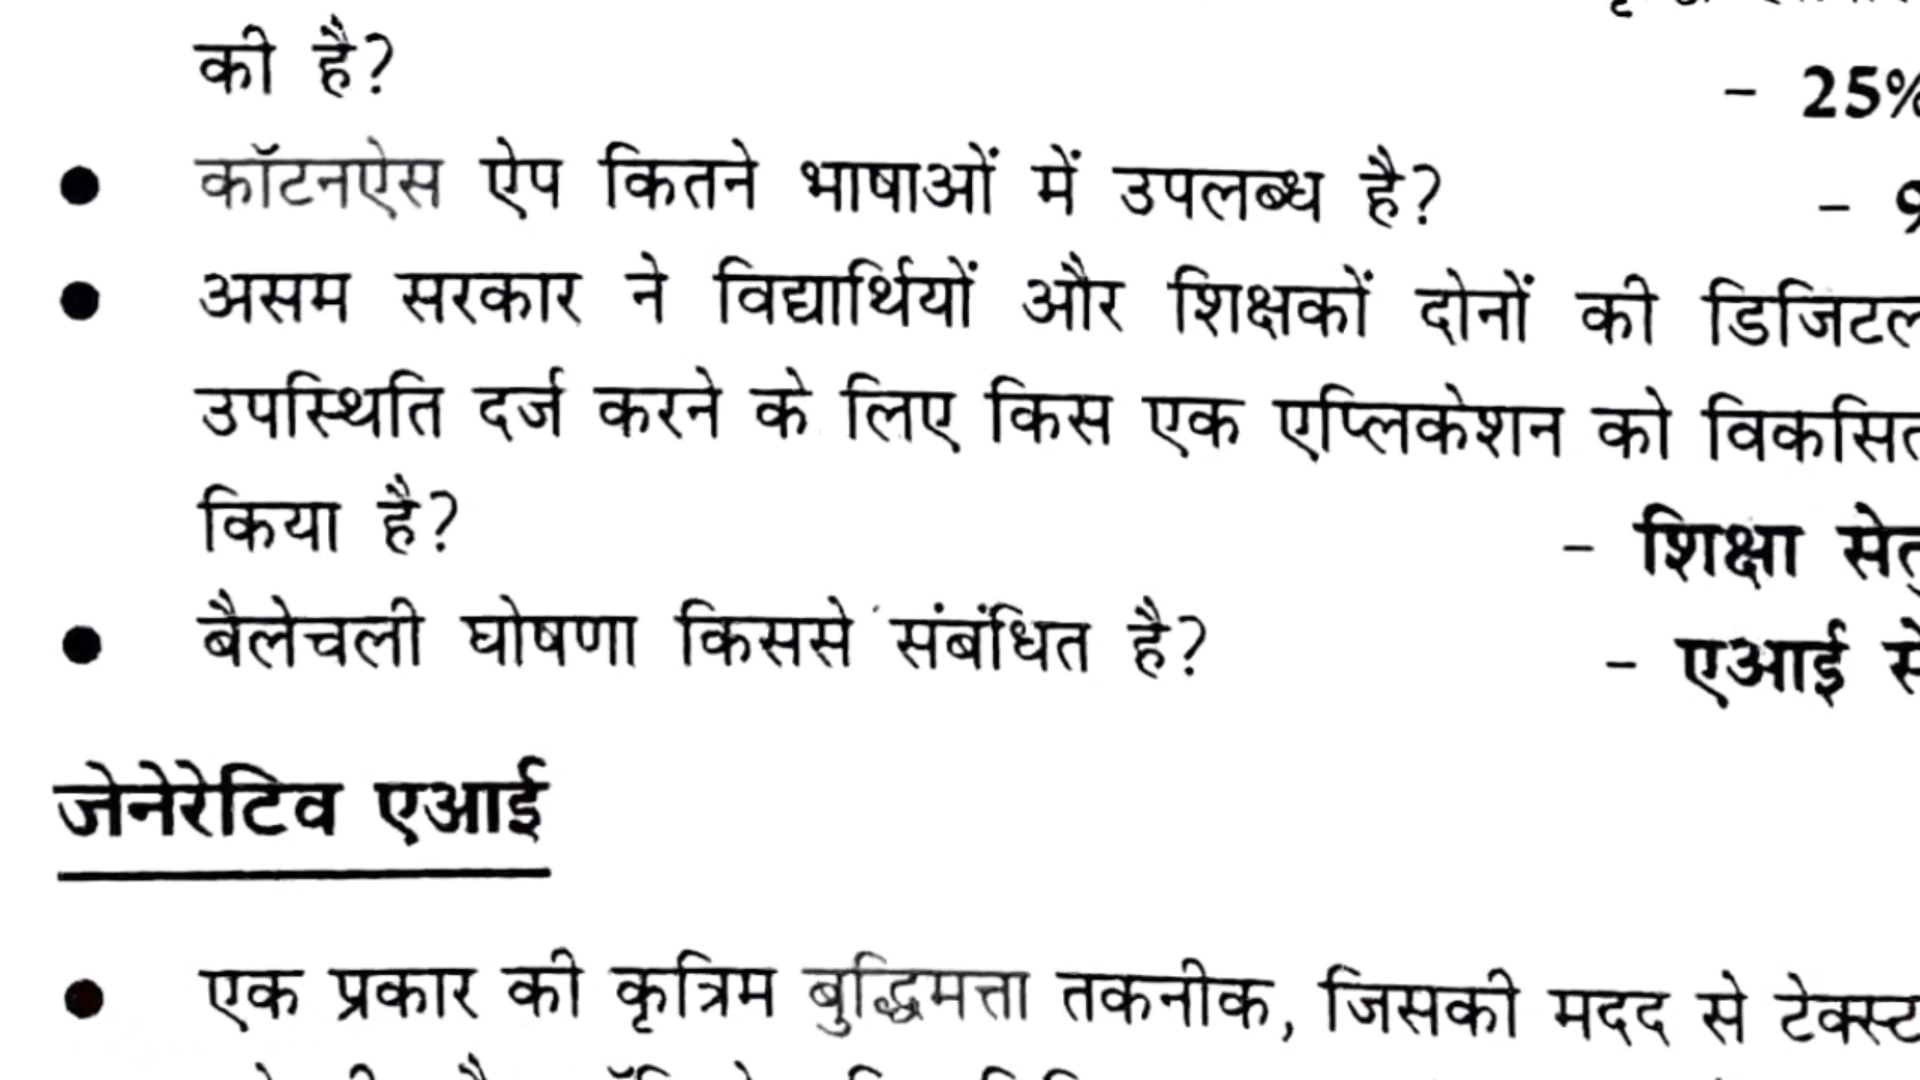 की है? - 25%
● कॉटनऐस ऐप कितने भाषाओं में उपलब्ध है? - 9
● असम सरकार ने विद्यार्थियों और शिक्षकों दोनों की डिजिटल
उपस्थिति दर्ज करने के लिए किस एक एप्लिकेशन को विकसित
किया है? - शिक्षा सेतु
● बैलेचली घोषणा किससे संबंधित है? - एआई से
जेनेरेटिव एआई
● एक प्रकार की कृत्रिम बुद्धिमत्ता तकनीक, जिसकी मदद से टेक्स्ट